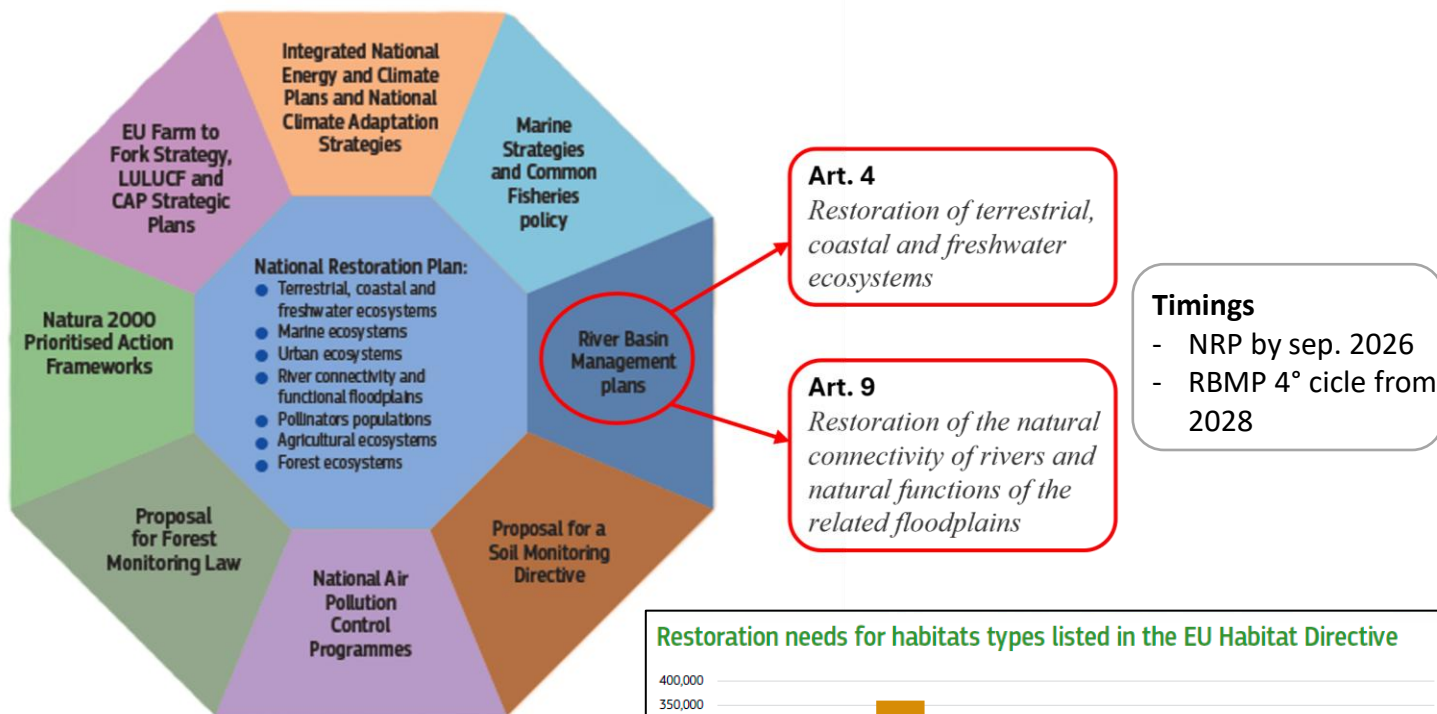 Integrated National
Energy and Climate
Plans and National
Climate Adaptation
Strategies
EU Farm to
Fork Strategy,
LULUCF and
CAP Strategic
Plans
Marine
Strategies
and Common
Fisheries
policy
Natura 2000
Prioritised Action
Frameworks
National Restoration Plan:
● Terrestrial, coastal and
freshwater ecosystems
● Marine ecosystems
● Urban ecosystems
● River connectivity and
functional floodplains
● Pollinators populations
● Agricultural ecosystems
● Forest ecosystems
River Basin
Management
plans
Proposal
for Forest
Monitoring Law
National Air
Pollution
Control
Programmes
Proposal for a
Soil Monitoring
Directive
Art. 4
Restoration of terrestrial,
coastal and freshwater
ecosystems
Art. 9
Restoration of the natural
connectivity of rivers and
natural functions of the
related floodplains
Timings
- NRP by sep. 2026
- RBMP 4° cicle from
2028
Restoration needs for habitats types listed in the EU Habitat Directive
400,000
350,000